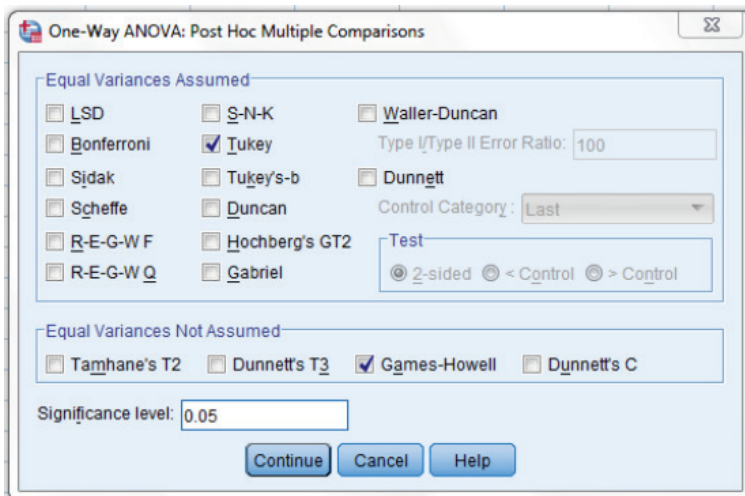 One-Way ANOVA: Post Hoc Multiple Comparisons
Equal Variances Assumed
LSD S-N-K Waller-Duncan
Bonferroni Tukey Type I/Type II Error Ratio: 100
Sidak Tukey's-b Dunnett
Scheffe Duncan Control Category: Last
R-E-G-W F Hochberg's GT2 Test
R-E-G-W Q Gabriel 2-sided < Control > Control
Equal Variances Not Assumed
Tamhane's T2 Dunnett's T3 Games-Howell Dunnett's C
Significance level: 0.05
Continue Cancel Help